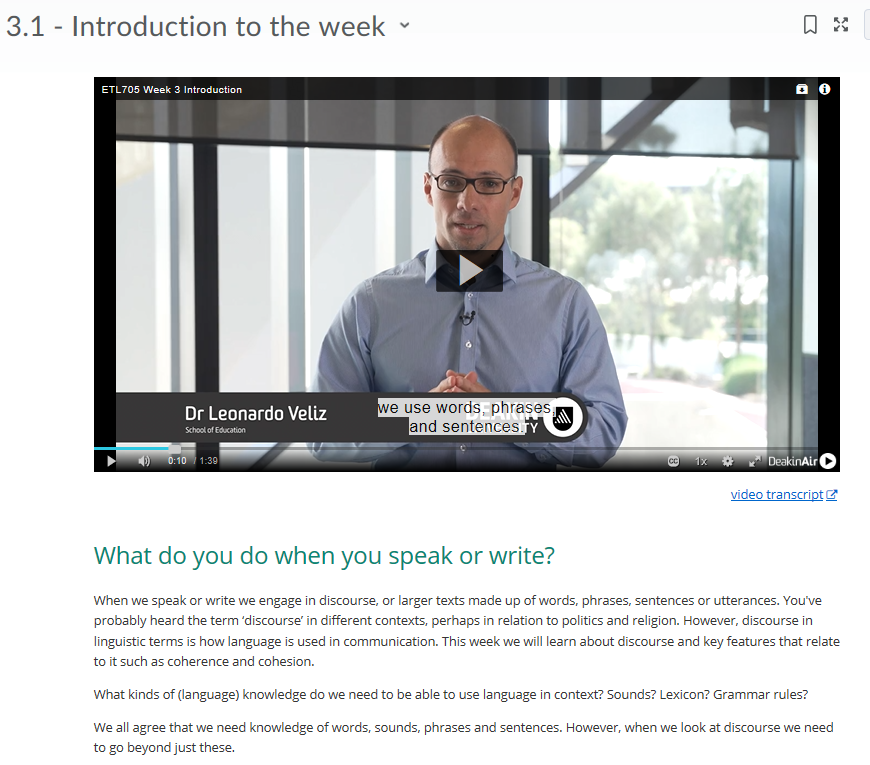 3.1 - Introduction to the week
ETL705 Week 3 Introduction
Dr Leonardo Veliz
School of Education
we use words, phrases,
and sentences.
DEAKIN
TY
0:10 / 1:39
CC
1x
DeakinAir
video transcript
What do you do when you speak or write?
When we speak or write we engage in discourse, or larger texts made up of words, phrases, sentences or utterances. You've
probably heard the term ‘discourse’ in different contexts, perhaps in relation to politics and religion. However, discourse in
linguistic terms is how language is used in communication. This week we will learn about discourse and key features that relate
to it such as coherence and cohesion.
What kinds of (language) knowledge do we need to be able to use language in context? Sounds? Lexicon? Grammar rules?
We all agree that we need knowledge of words, sounds, phrases and sentences. However, when we look at discourse we need
to go beyond just these.